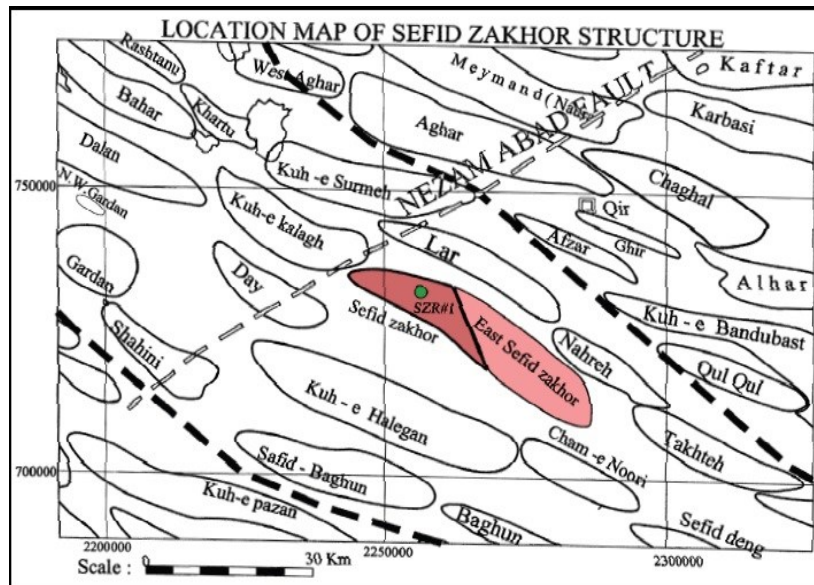 LOCATION MAP OF SEFID ZAKHOR STRUCTURE
Rashtanu
West Aghar
Meymand (Naura)
Kaftar
Bahar
Khartu
Aghar
Karbasi
Dalan
NEZAM ABAD FAULT
Kuh -e Surmeh
Chaghal
750000
N.W.Gardan
Kuh-e kalagh
Qir
Lar
Afzar
Ghir
Gardan
Day
Alhar
SZR#1
Sefid zakhor
East Sefid zakhor
Kuh - e Bandubast
Shahini
Nahreh
Qul Qul
Kuh - e Halegan
Cham -e Noori
Takhteh
Safid - Baghun
700000
Kuh-e pazan
Baghun
Sefid deng
2200000
2250000
2300000
Scale :
0
30 Km